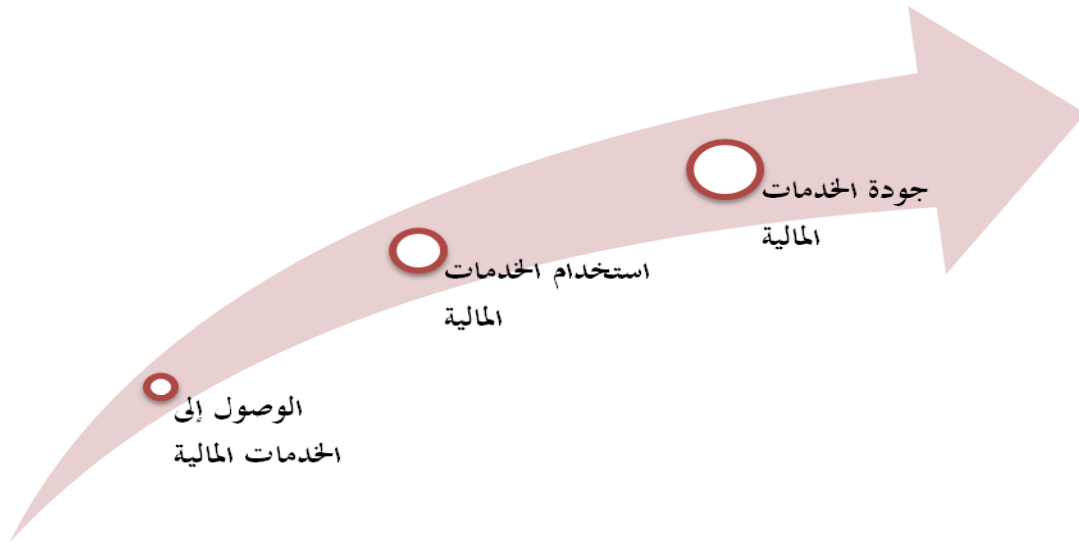 جودة الخدمات
المالية
استخدام الخدمات
المالية
الوصول إلى
الخدمات المالية